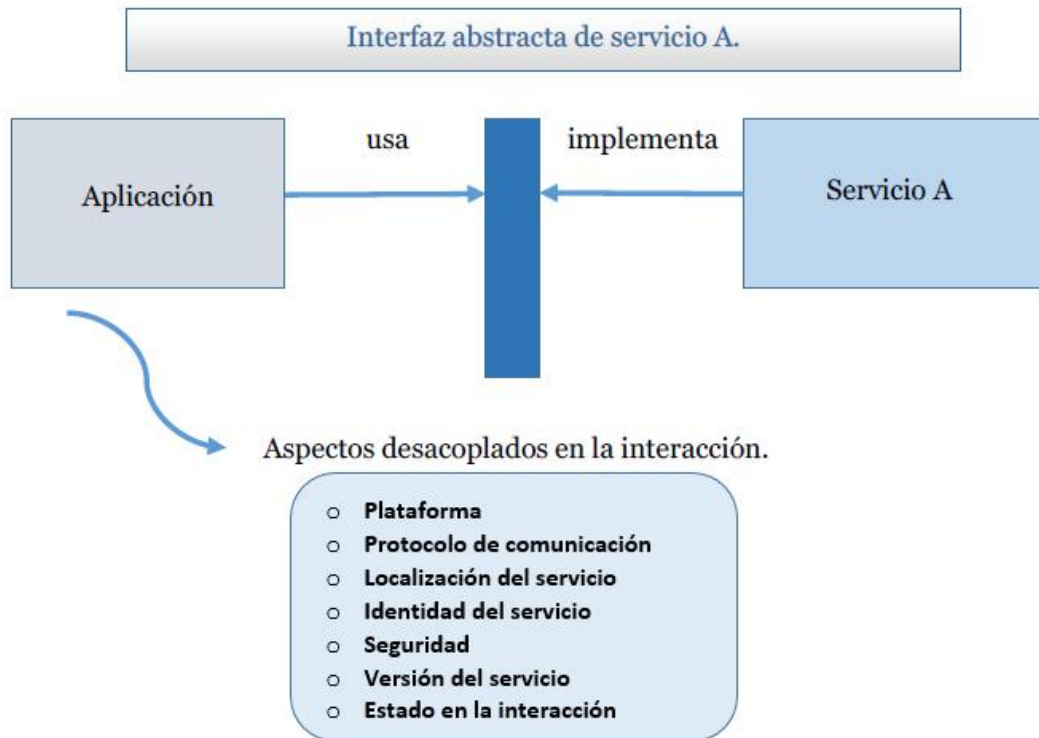 Interfaz abstracta de servicio A.
usa
implementa
Aplicación
Servicio A
Aspectos desacoplados en la interacción.
o Plataforma
o Protocolo de comunicación
o Localización del servicio
o Identidad del servicio
o Seguridad
o Versión del servicio
o Estado en la interacción